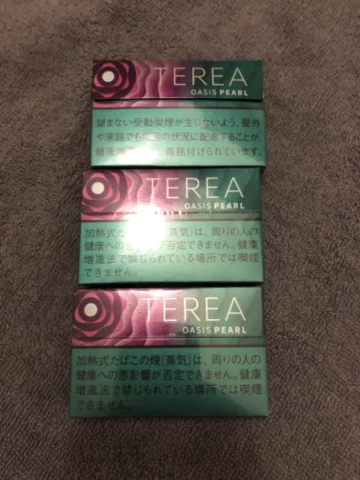 TEREA
OASIS PEARL
望まない受動喫煙が生じないよう、屋外
や家庭でも周囲の状況に配慮することが、
健康増進法上、義務付けられています。
TEREA
OASIS PEARL
加熱式たばこの煙(蒸気)は、周りの人の
健康への悪影響が否定できません。健康
増進法で禁じられている場所では喫煙
できません。
TEREA
OASIS PEARL
加熱式たばこの煙(蒸気)は、周りの人の
健康への悪影響が否定できません。健康
増進法で禁じられている場所では喫煙
できません。